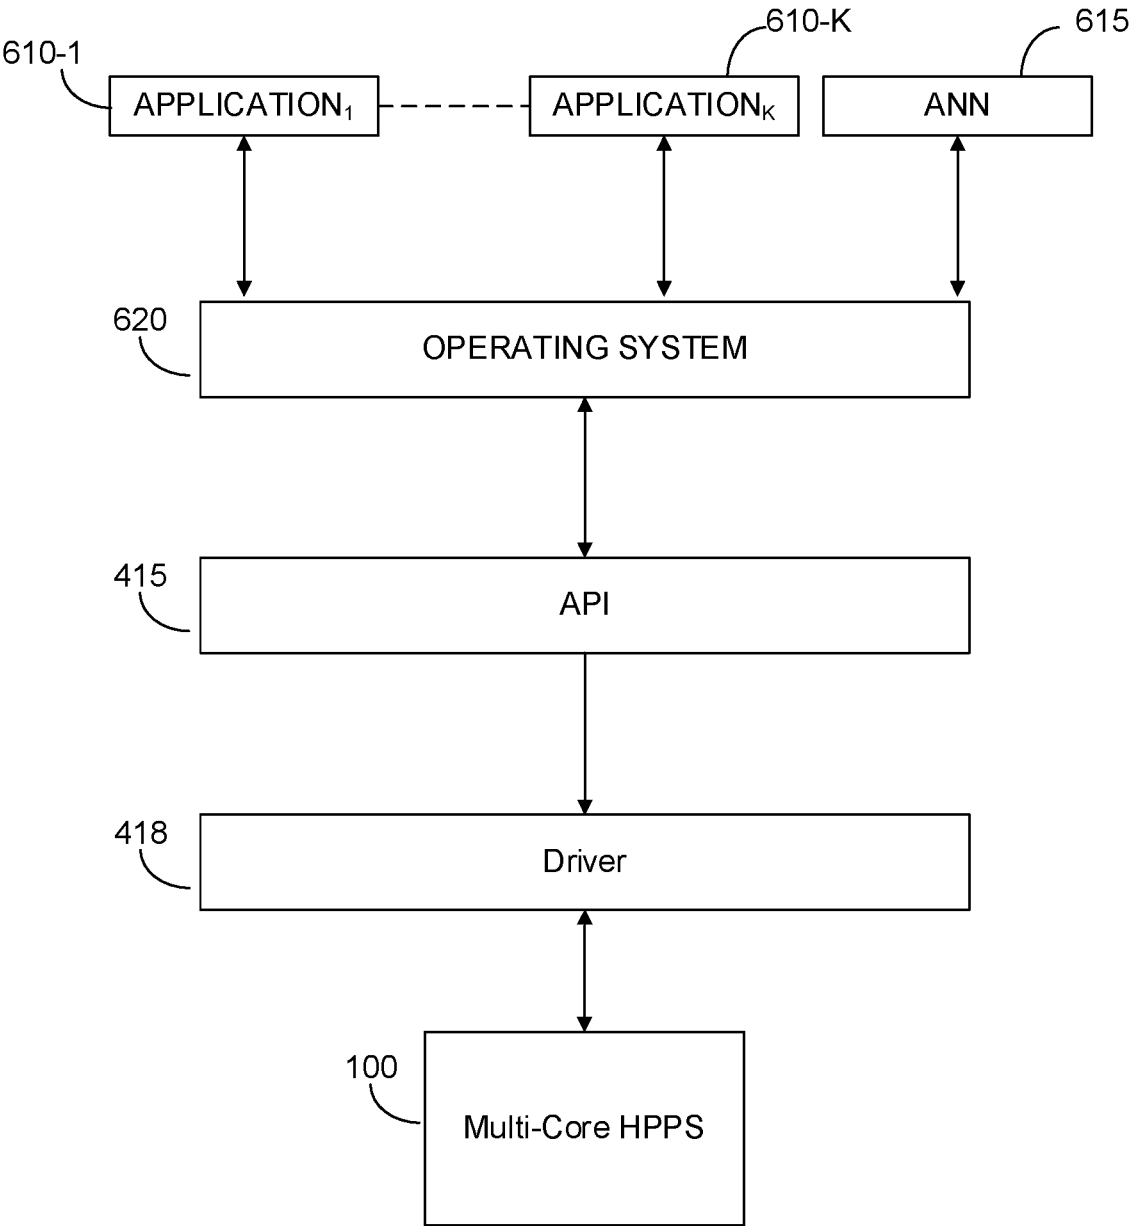 610-K
615
610-1
APPLICATION₁
APPLICATIONₖ
ANN
620
OPERATING SYSTEM
415
API
418
Driver
100
Multi-Core HPPS